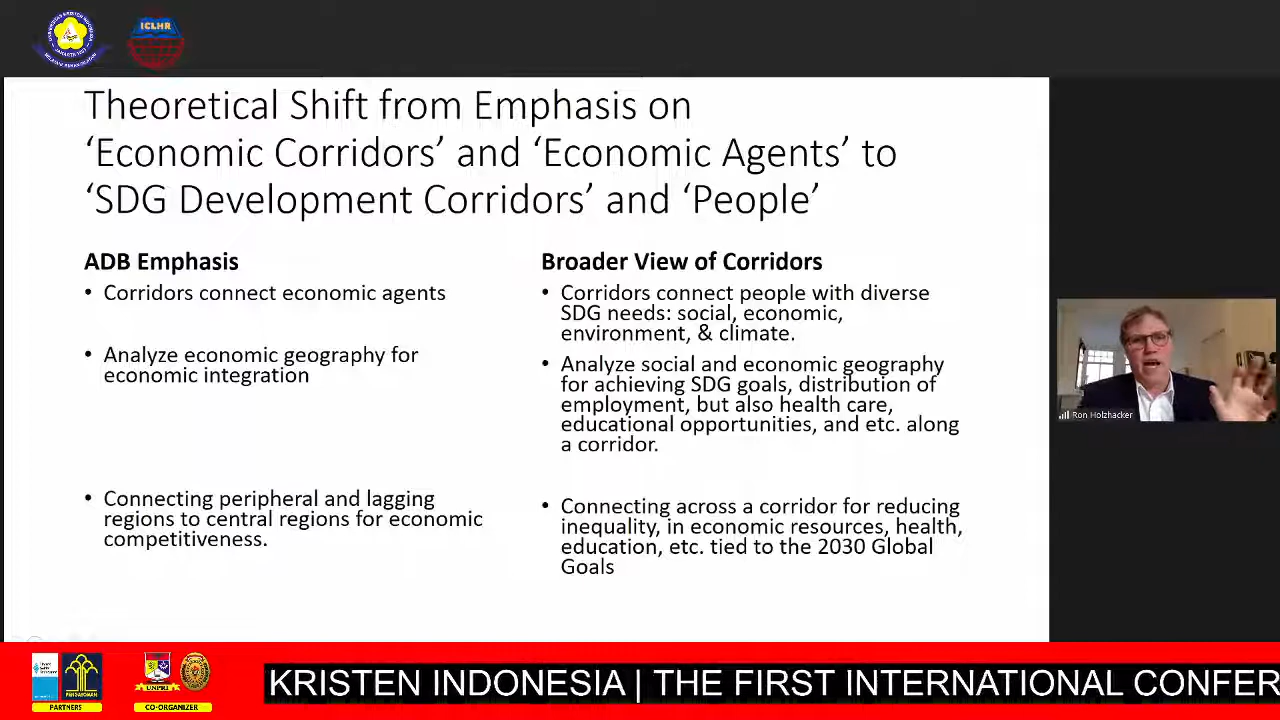 ICLHR
Theoretical Shift from Emphasis on
‘Economic Corridors’ and ‘Economic Agents’ to
‘SDG Development Corridors’ and ‘People’
ADB Emphasis
• Corridors connect economic agents
• Analyze economic geography for
economic integration
• Connecting peripheral and lagging
regions to central regions for economic
competitiveness.
Broader View of Corridors
• Corridors connect people with diverse
SDG needs: social, economic,
environment, & climate.
• Analyze social and economic geography
for achieving SDG goals, distribution of
employment, but also health care,
educational opportunities, and etc. along
a corridor.
• Connecting across a corridor for reducing
inequality, in economic resources, health,
education, etc. tied to the 2030 Global
Goals
Ron Holzhacker
PENGAYOMAN
PARTNERS
UNPRI
CO-ORGANIZER
KRISTEN INDONESIA | THE FIRST INTERNATIONAL CONFER